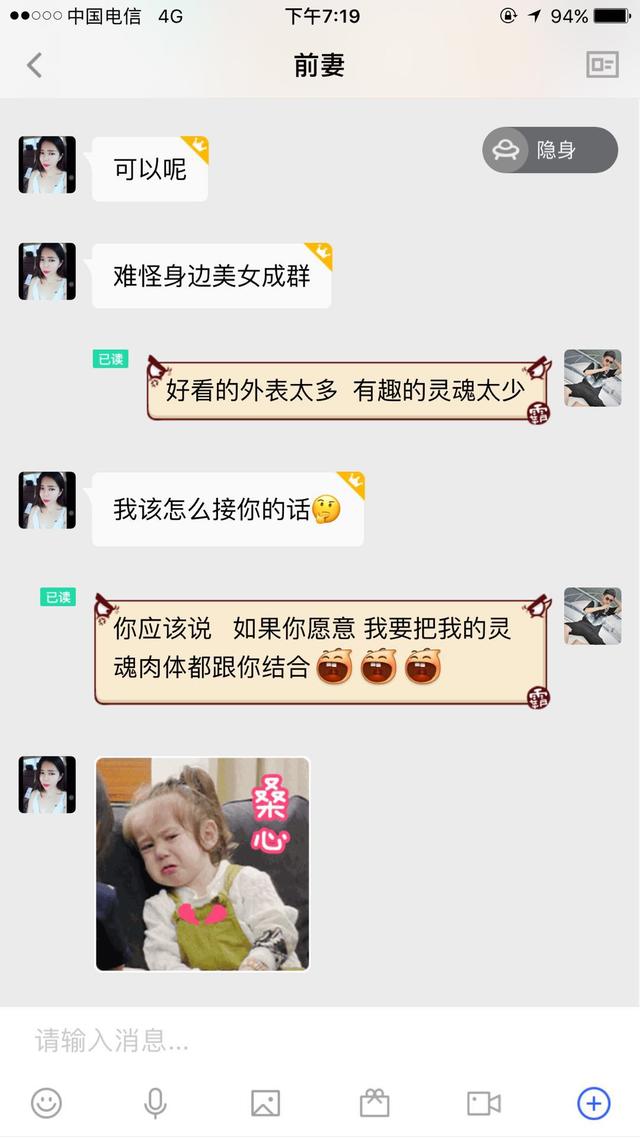 中国电信 4G 下午7:19 94%
前妻
可以呢
隐身
难怪身边美女成群
已读
好看的外表太多 有趣的灵魂太少
霸
我该怎么接你的话
已读
你应该说 如果你愿意 我要把我的灵
魂肉体都跟你结合
霸
桑
心
请输入消息...